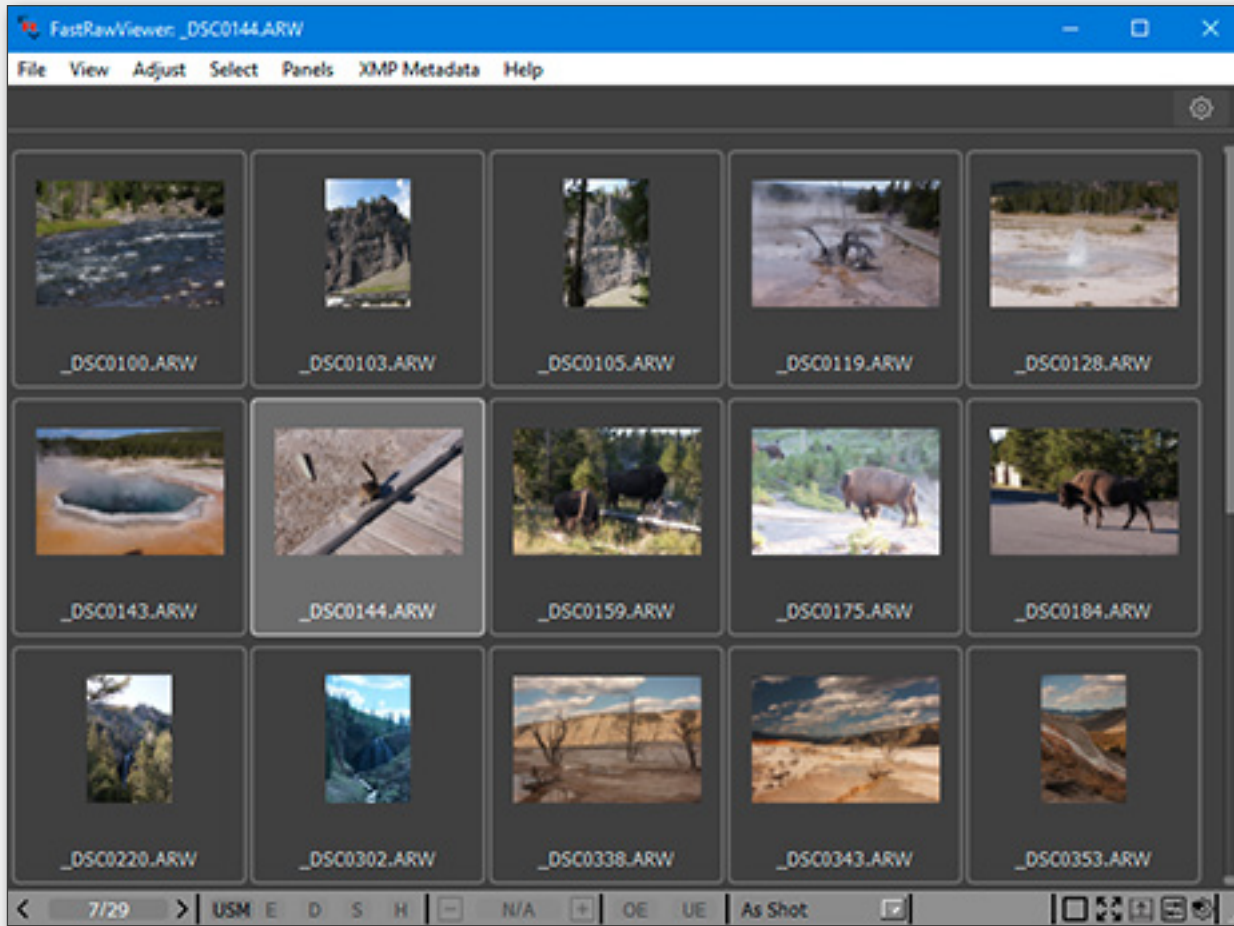 FastRawViewer: _DSC0144.ARW
File View Adjust Select Panels XMP Metadata Help
_DSC0100.ARW _DSC0103.ARW _DSC0105.ARW _DSC0119.ARW _DSC0128.ARW
_DSC0143.ARW _DSC0144.ARW _DSC0159.ARW _DSC0175.ARW _DSC0184.ARW
_DSC0220.ARW _DSC0302.ARW _DSC0338.ARW _DSC0343.ARW _DSC0353.ARW
7/29 USM E D S H N/A OE UE As Shot